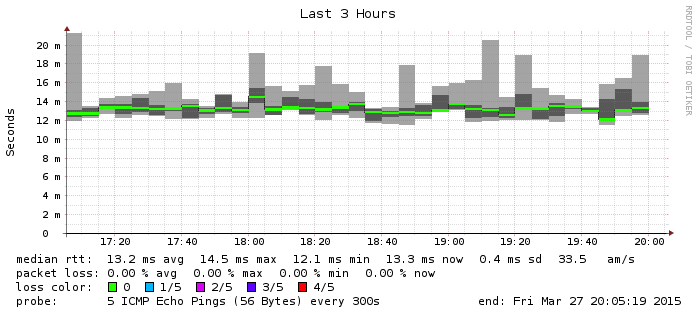 Last 3 Hours
RRDTOOL / TOBI OETIKER
Seconds
20 m
18 m
16 m
14 m
12 m
10 m
8 m
6 m
4 m
2 m
0
17:20 17:40 18:00 18:20 18:40 19:00 19:20 19:40 20:00
median rtt: 13.2 ms avg 14.5 ms max 12.1 ms min 13.3 ms now 0.4 ms sd 33.5 am/s
packet loss: 0.00 % avg 0.00 % max 0.00 % min 0.00 % now
loss color: 0 1/5 2/5 3/5 4/5
probe: 5 ICMP Echo Pings (56 Bytes) every 300s end: Fri Mar 27 20:05:19 2015